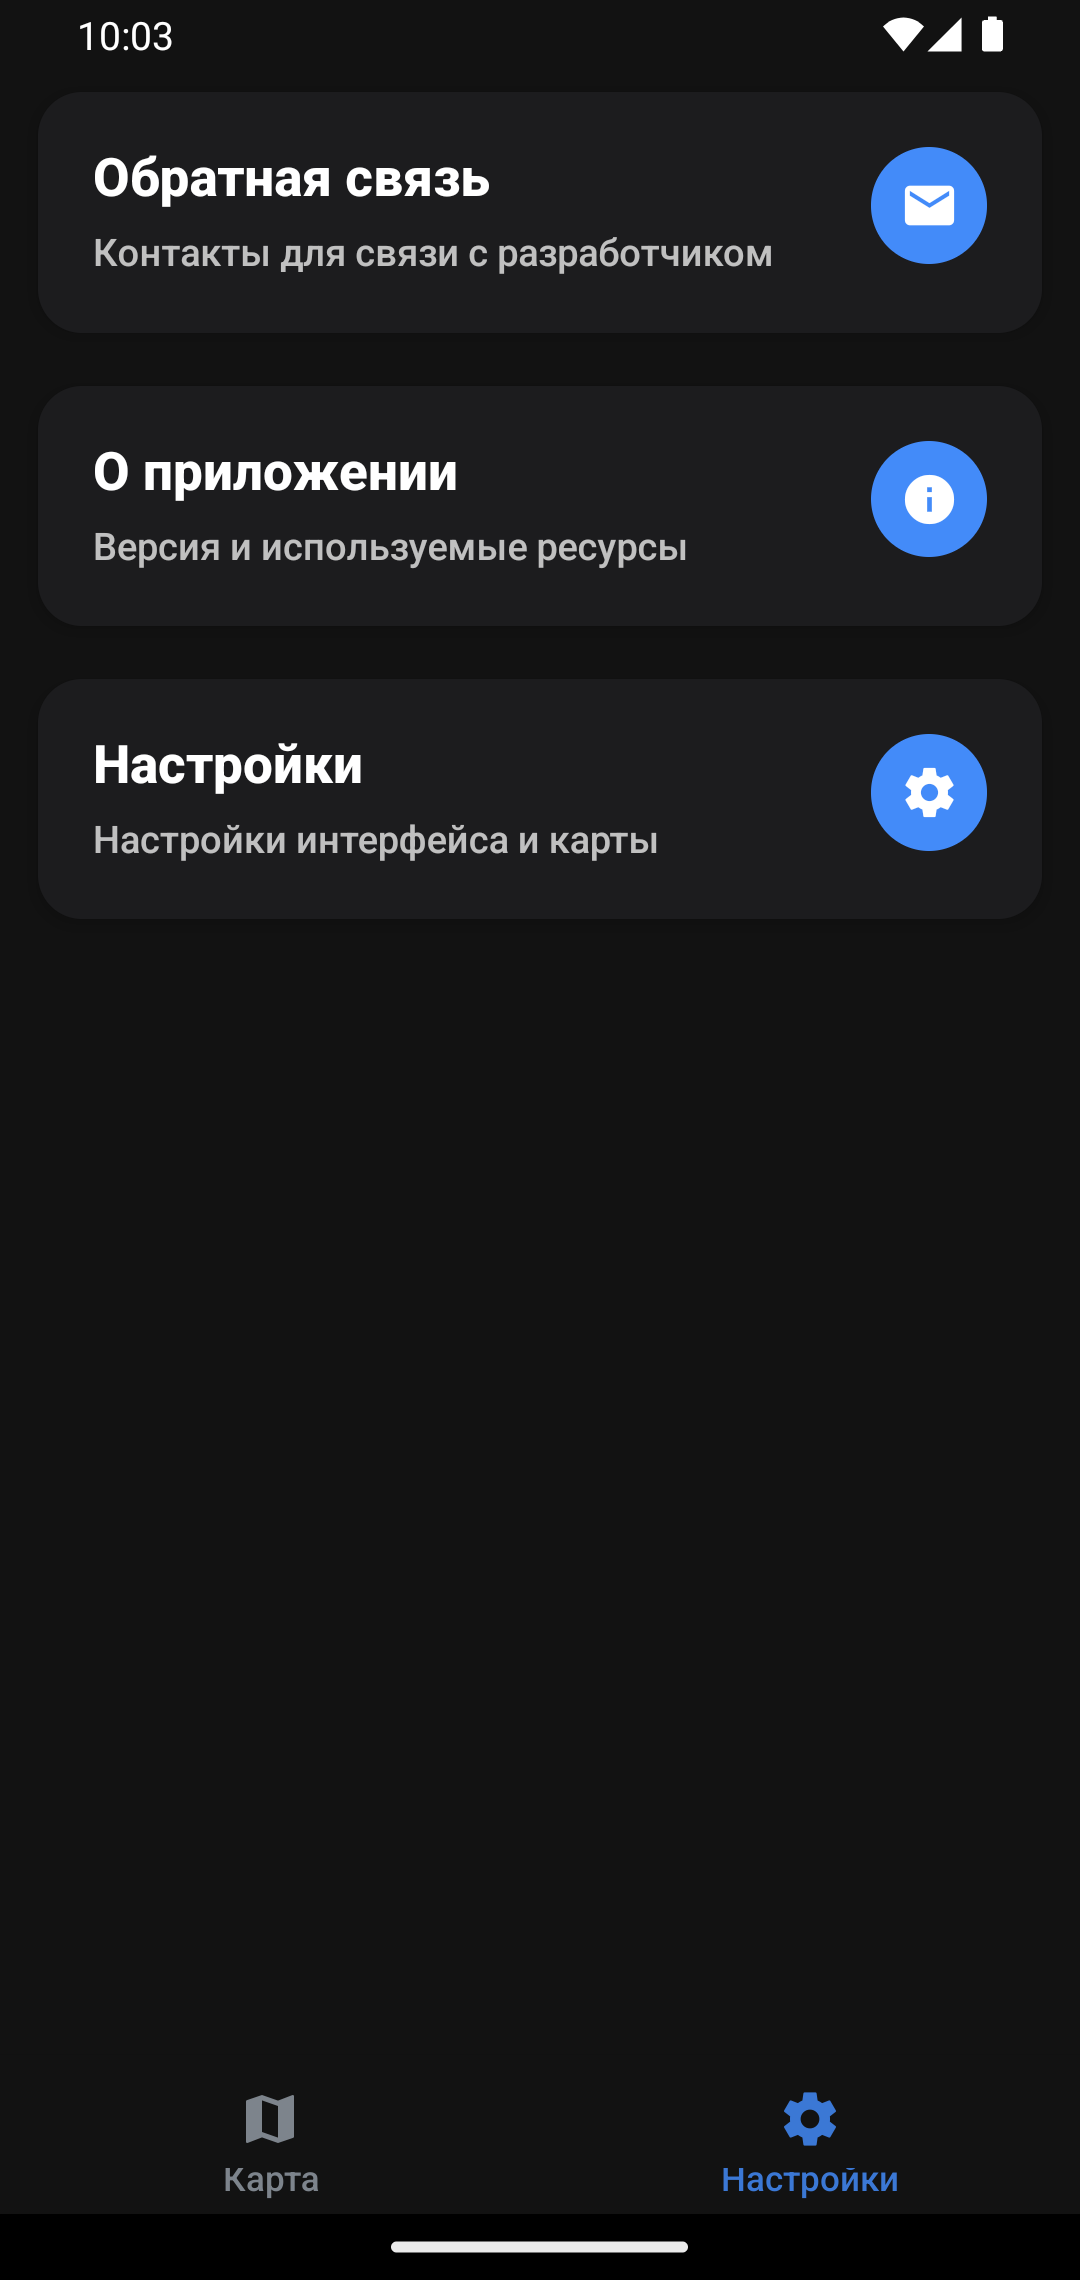 10:03
Обратная связь
Контакты для связи с разработчиком
О приложении
Версия и используемые ресурсы
Настройки
Настройки интерфейса и карты
Карта
Настройки